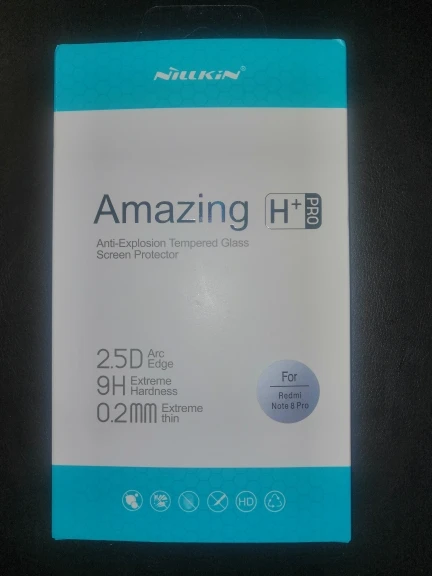 NILLKIN®
Amazing H+ PRO
Anti-Explosion Tempered Glass
Screen Protector
2.5D Arc Edge
9H Extreme Hardness
0.2mm Extreme thin
For
Redmi
Note 8 Pro
HD